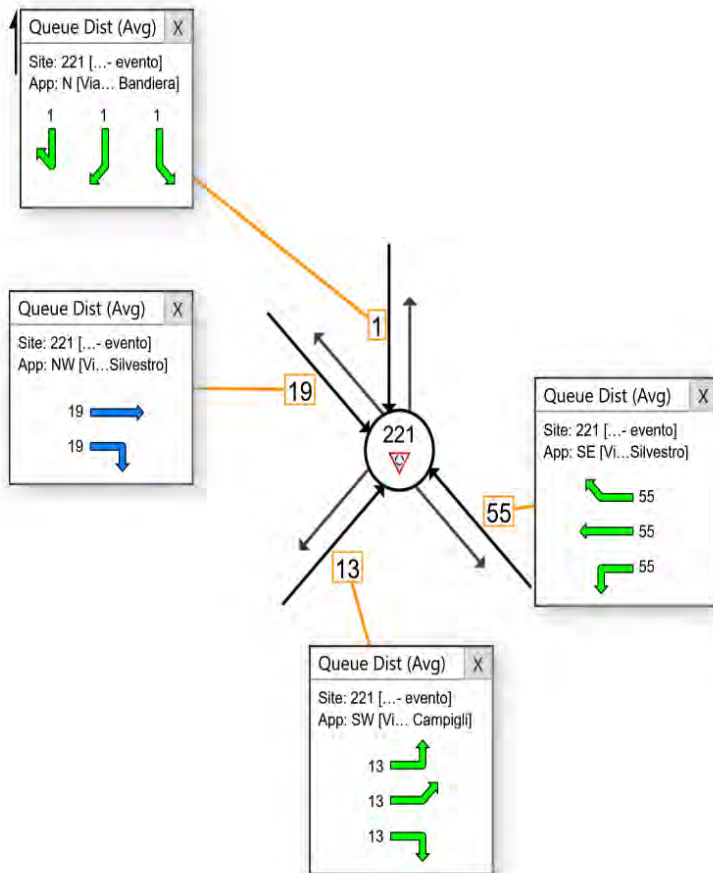 Queue Dist (Avg) X
Site: 221 [...- evento]
App: N [Via... Bandiera]
1 1 1
1
Queue Dist (Avg) X
Site: 221 [...- evento]
App: NW [Vi...Silvestro]
19
19
19
221
Queue Dist (Avg) X
Site: 221 [...- evento]
App: SE [Vi...Silvestro]
55
55
55
55
13
Queue Dist (Avg) X
Site: 221 [...- evento]
App: SW [Vi... Campigli]
13
13
13